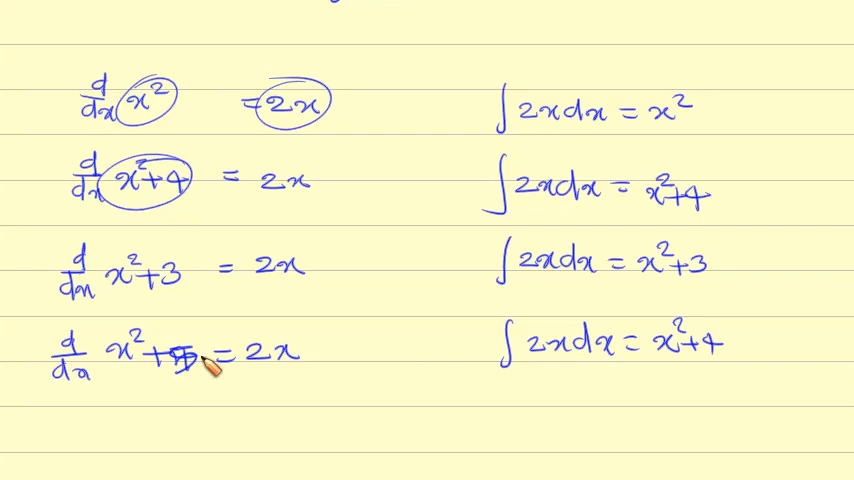 d/dx x² = 2x ∫ 2x dx = x²
d/dx x²+4 = 2x ∫ 2x dx = x²+4
d/dx x²+3 = 2x ∫ 2x dx = x²+3
d/dx x²+ = 2x ∫ 2x dx = x²+4